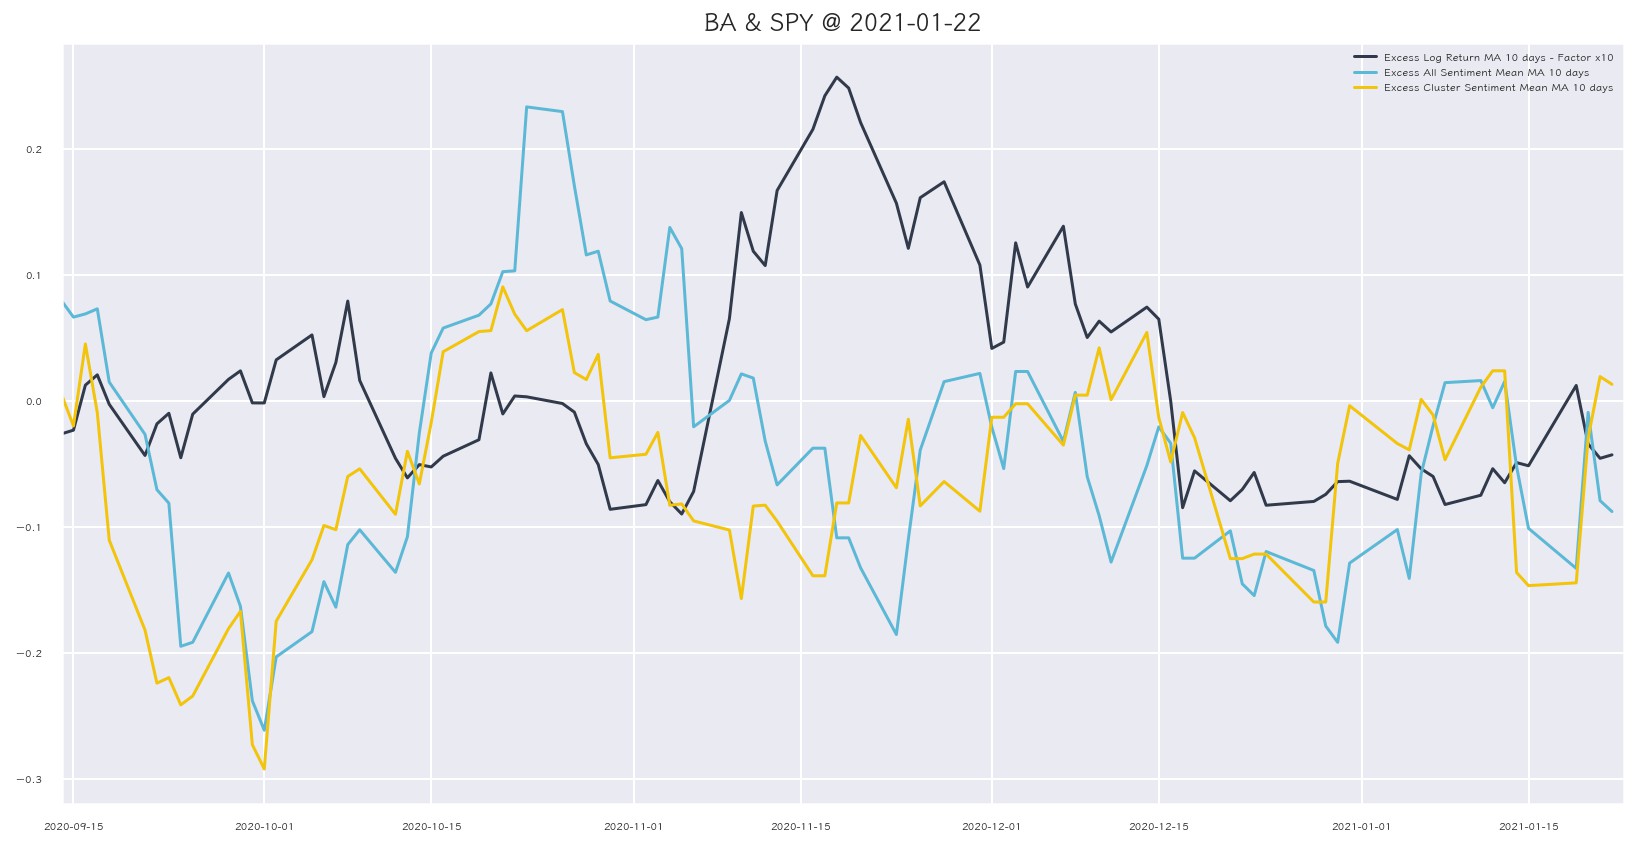 BA & SPY @ 2021-01-22
Excess Log Return MA 10 days - Factor x10
Excess All Sentiment Mean MA 10 days
Excess Cluster Sentiment Mean MA 10 days
0.2
0.1
0.0
−0.1
−0.2
−0.3
2020-09-15 2020-10-01 2020-10-15 2020-11-01 2020-11-15 2020-12-01 2020-12-15 2021-01-01 2021-01-15